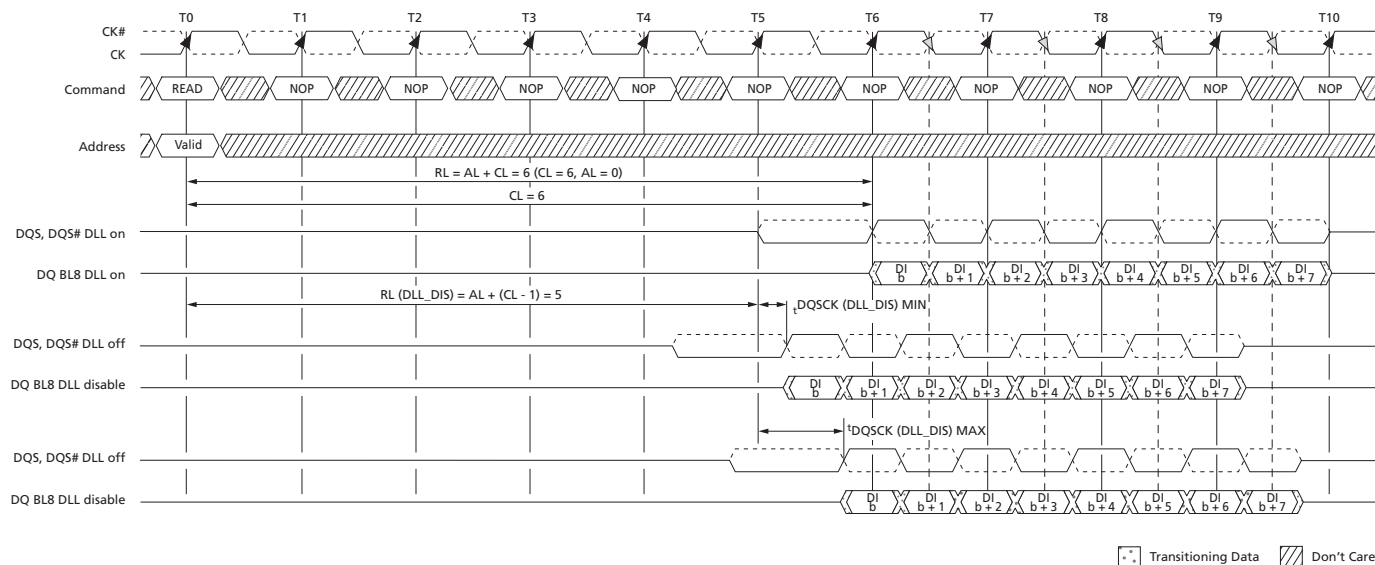 T0 T1 T2 T3 T4 T5 T6 T7 T8 T9 T10
CK#
CK
Command READ NOP NOP NOP NOP NOP NOP NOP NOP NOP NOP
Address Valid
RL = AL + CL = 6 (CL = 6, AL = 0)
CL = 6
DQS, DQS# DLL on
DQ BL8 DLL on DI b DI b + 1 DI b + 2 DI b + 3 DI b + 4 DI b + 5 DI b + 6 DI b + 7
RL (DLL_DIS) = AL + (CL - 1) = 5 tDQSCK (DLL_DIS) MIN
DQS, DQS# DLL off
DQ BL8 DLL disable DI b DI b + 1 DI b + 2 DI b + 3 DI b + 4 DI b + 5 DI b + 6 DI b + 7
tDQSCK (DLL_DIS) MAX
DQS, DQS# DLL off
DQ BL8 DLL disable DI b DI b + 1 DI b + 2 DI b + 3 DI b + 4 DI b + 5 DI b + 6 DI b + 7
Transitioning Data Don't Care